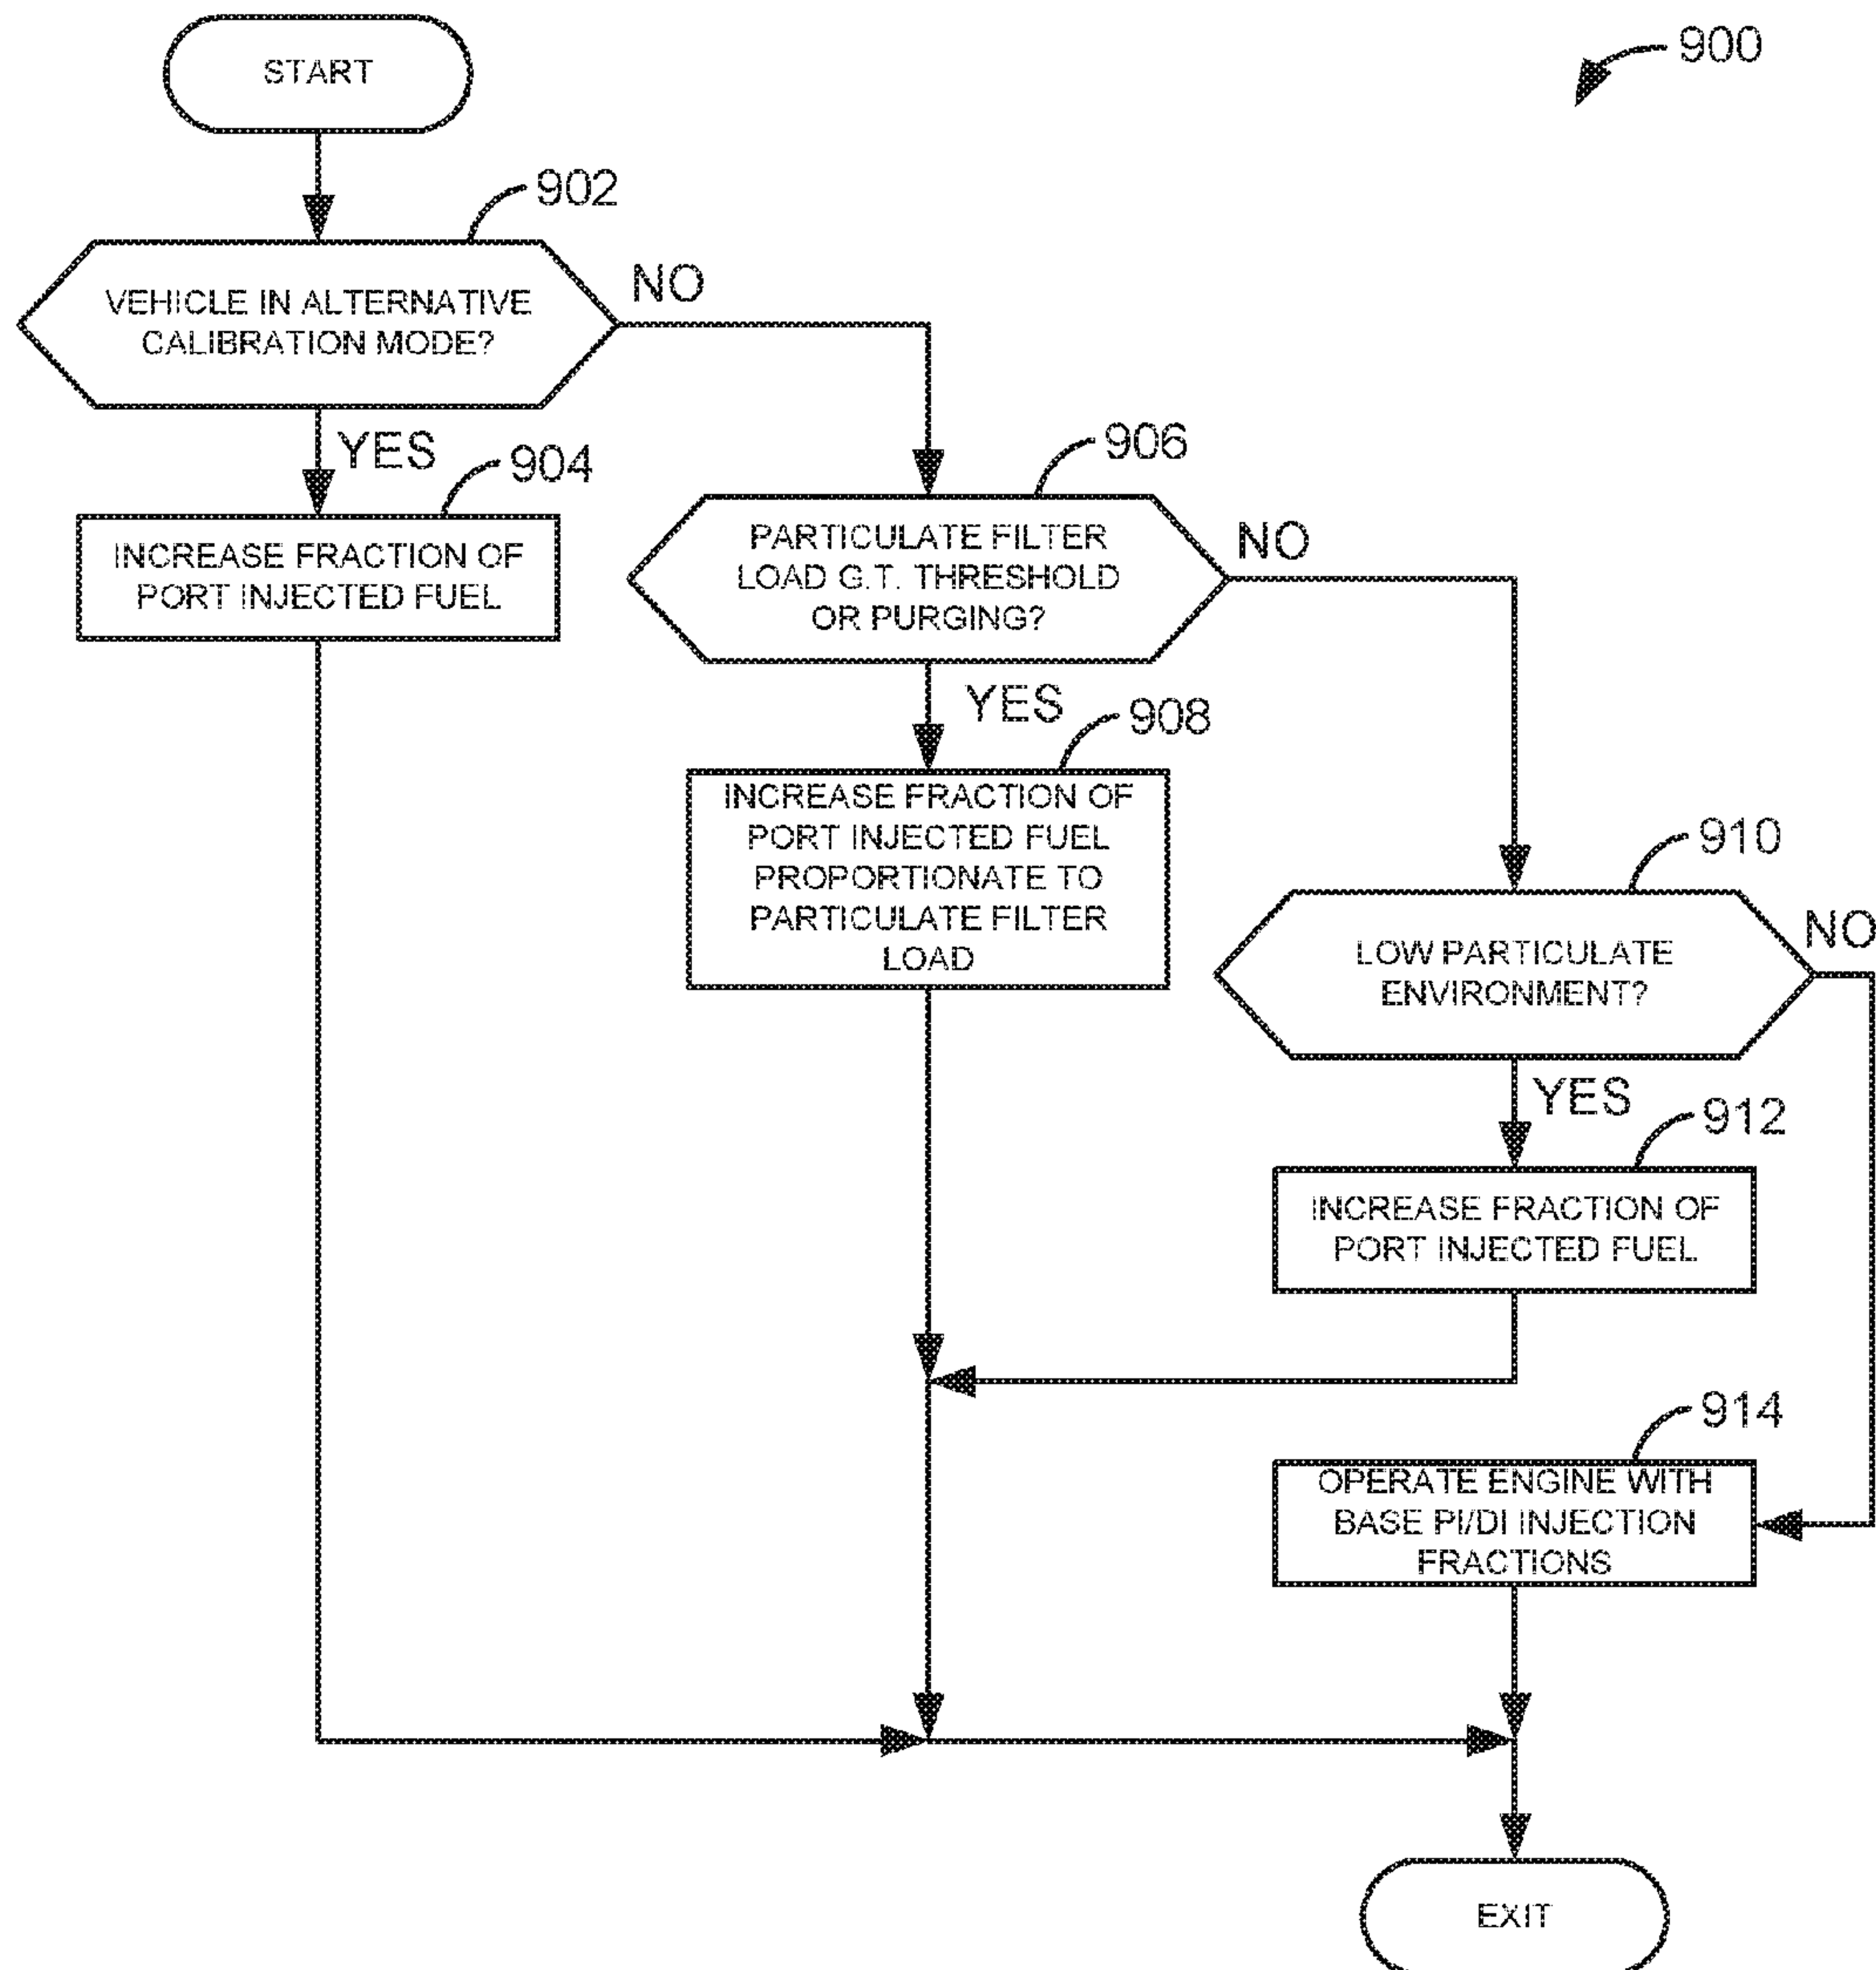 START
900
902
VEHICLE IN ALTERNATIVE
CALIBRATION MODE?
NO
YES
904
INCREASE FRACTION OF
PORT INJECTED FUEL
906
PARTICULATE FILTER
LOAD G.T. THRESHOLD
OR PURGING?
NO
YES
908
INCREASE FRACTION OF
PORT INJECTED FUEL
PROPORTIONATE TO
PARTICULATE FILTER
LOAD
910
LOW PARTICULATE
ENVIRONMENT?
NO
YES
912
INCREASE FRACTION OF
PORT INJECTED FUEL
914
OPERATE ENGINE WITH
BASE PI/DI INJECTION
FRACTIONS
EXIT